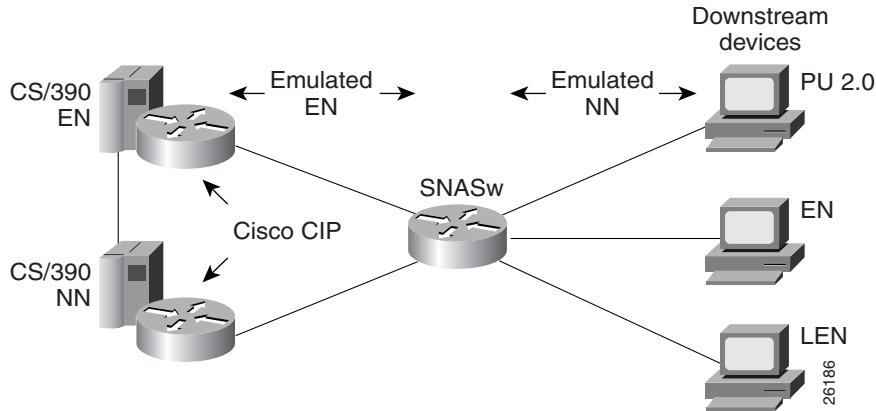 Downstream
devices
CS/390
EN
Emulated
EN
Emulated
NN
PU 2.0
SNASw
EN
Cisco CIP
CS/390
NN
LEN
26186